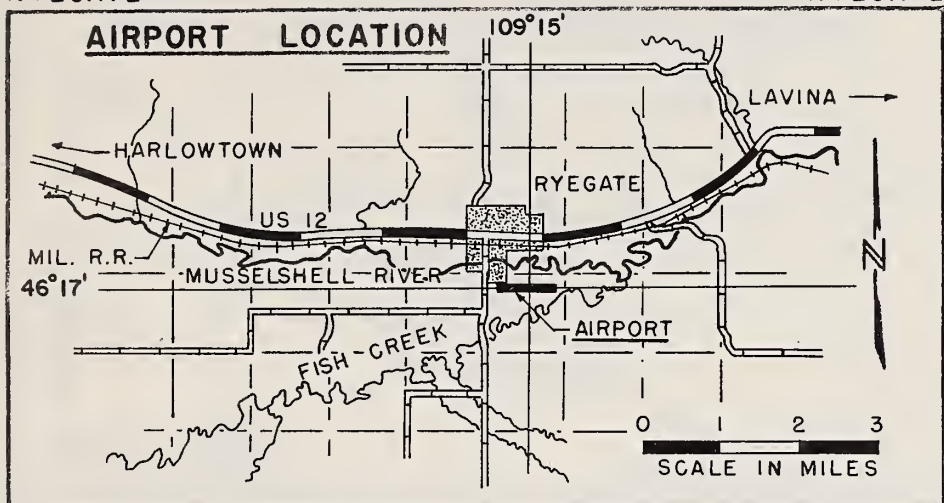 AIRPORT LOCATION
109°15'
LAVINA
HARLOWTOWN
RYEGATE
US 12
MIL. R.R.
MUSSELSHELL RIVER
46°17'
AIRPORT
FISH CREEK
N
0 1 2 3
SCALE IN MILES